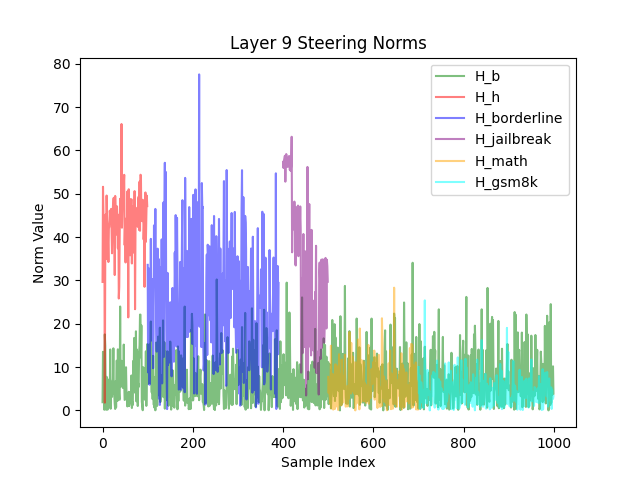 Layer 9 Steering Norms
80
70
60
50
40
30
20
10
0
Norm Value
0
200
400
600
800
1000
Sample Index
H_b
H_h
H_borderline
H_jailbreak
H_math
H_gsm8k